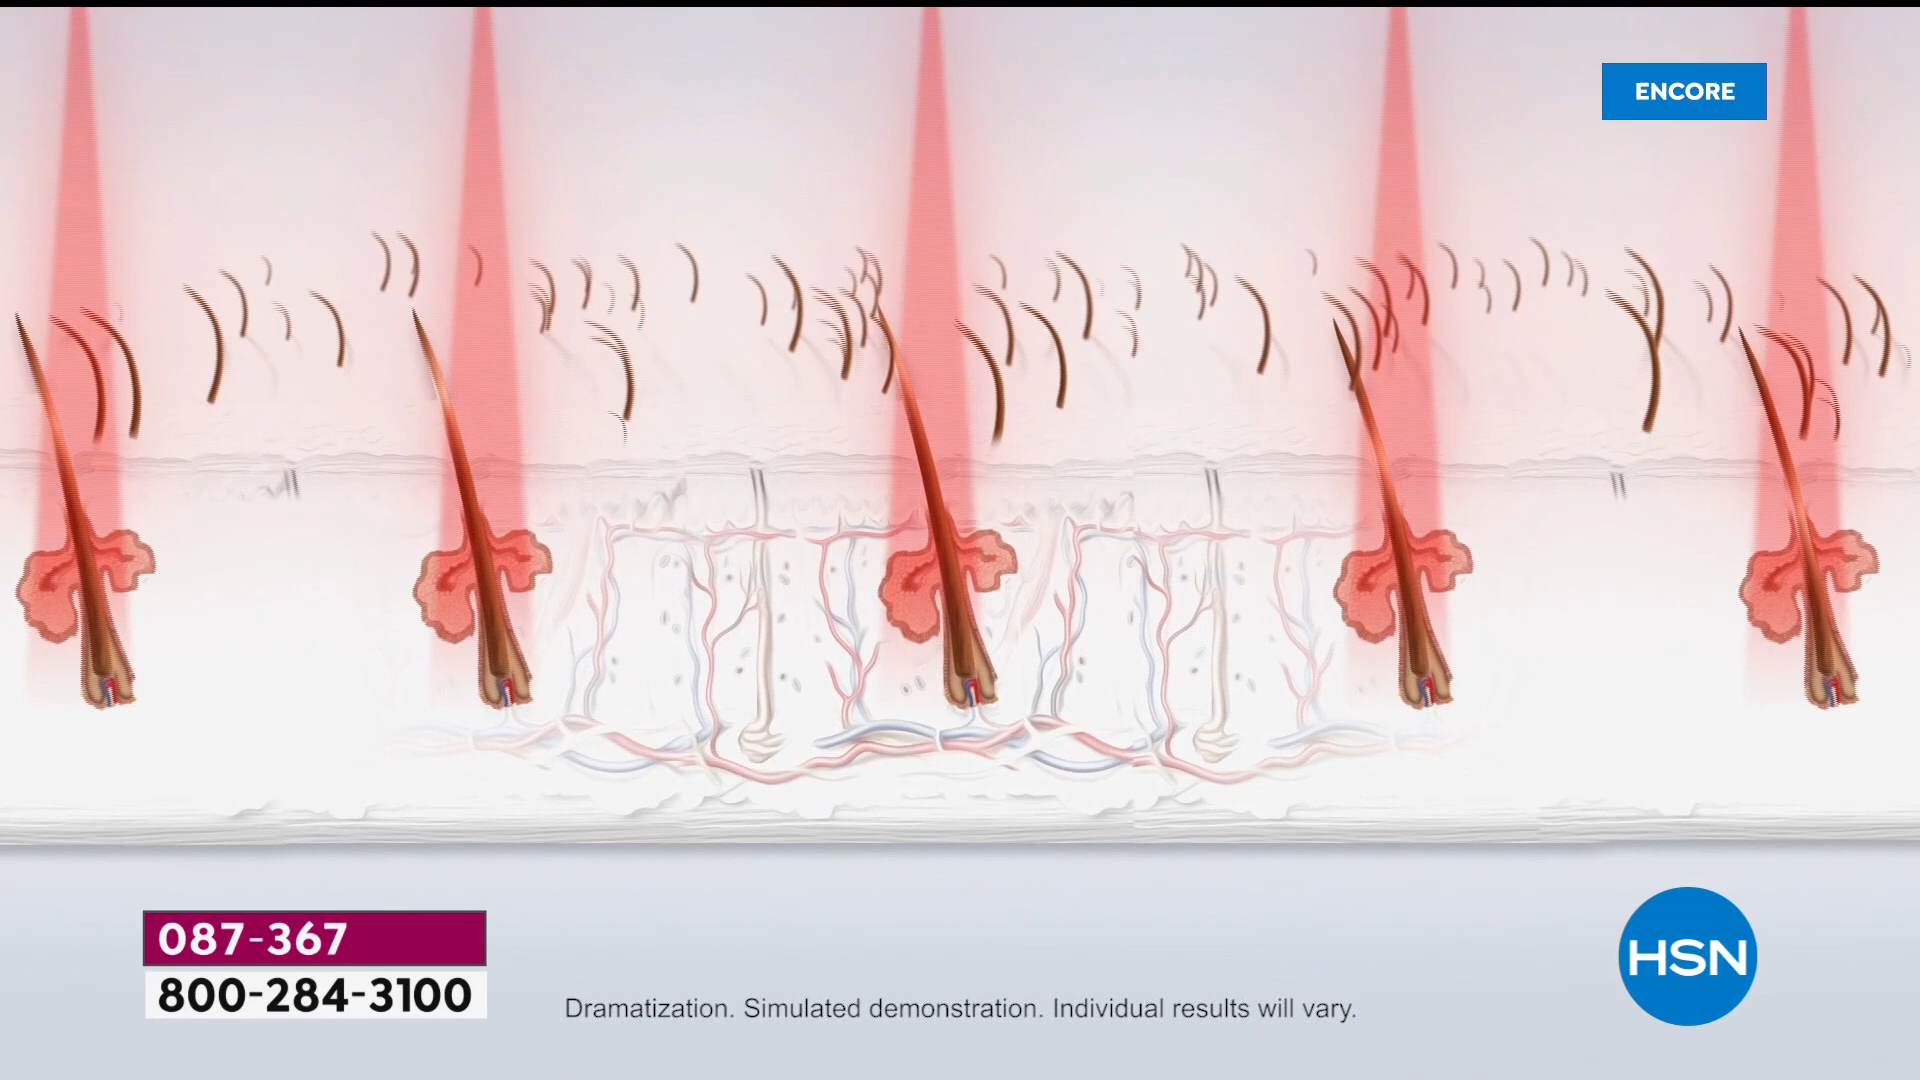 ENCORE
087-367
800-284-3100
Dramatization. Simulated demonstration. Individual results will vary.
HSN